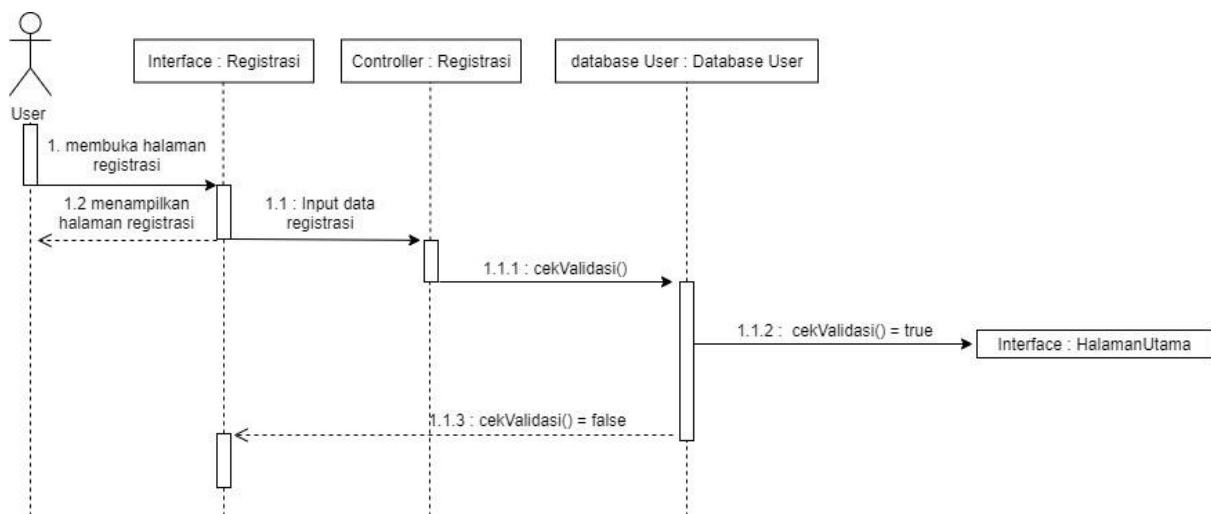 Interface : Registrasi
Controller : Registrasi
database User : Database User
User
1. membuka halaman
registrasi
1.2 menampilkan
halaman registrasi
1.1 : Input data
registrasi
1.1.1 : cekValidasi()
1.1.2 : cekValidasi() = true
Interface : HalamanUtama
1.1.3 : cekValidasi() = false